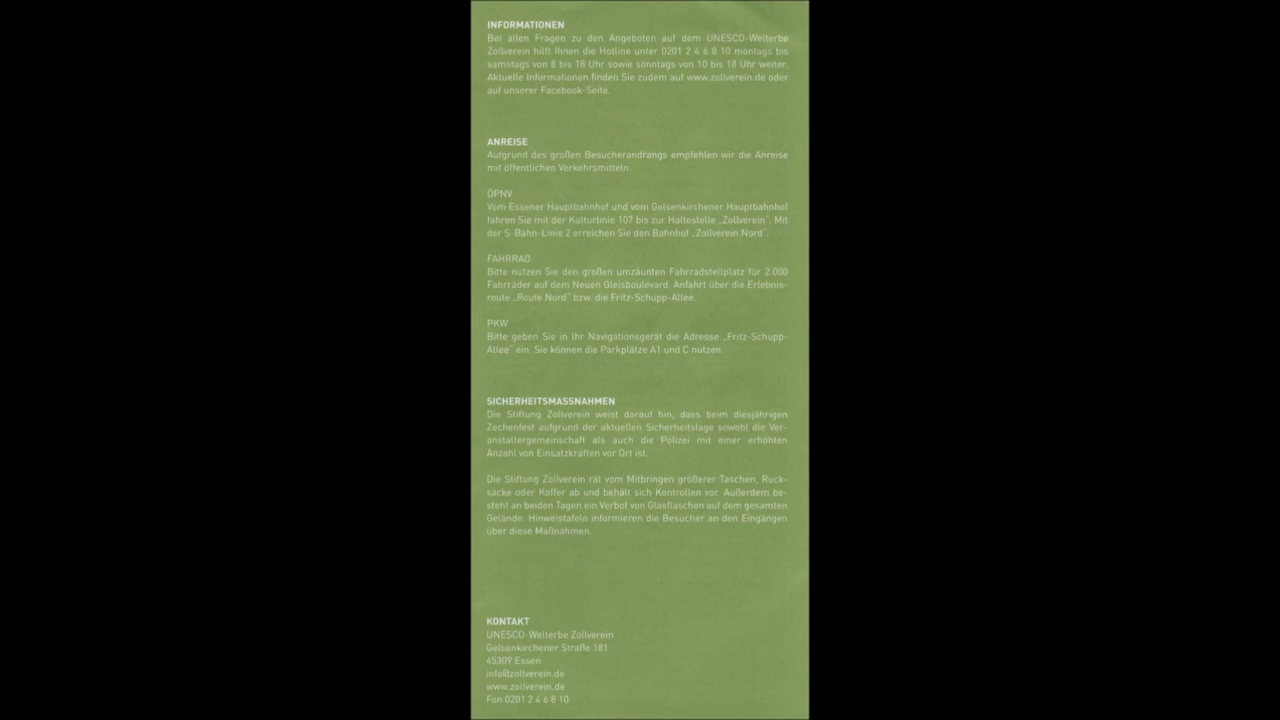 INFORMATIONEN
Bei allen Fragen zu den Angeboten auf dem UNESCO-Welterbe
Zollverein hilft Ihnen die Hotline unter 0201 2 4 6 8 10 montags bis
samstags von 8 bis 18 Uhr sowie sonntags von 10 bis 18 Uhr weiter.
Aktuelle Informationen finden Sie zudem auf www.zollverein.de oder
auf unserer Facebook-Seite.
ANREISE
Aufgrund des großen Besucherandrangs empfehlen wir die Anreise
mit öffentlichen Verkehrsmitteln.
ÖPNV
Vom Essener Hauptbahnhof und vom Gelsenkirchener Hauptbahnhof
fahren Sie mit der Kulturlinie 107 bis zur Haltestelle „Zollverein“. Mit
der S-Bahn-Linie 2 erreichen Sie den Bahnhof „Zollverein Nord“.
FAHRRAD
Bitte nutzen Sie den großen umzäunten Fahrradstellplatz für 2.000
Fahrräder auf dem Neuen Gleisboulevard. Anfahrt über die Erlebnis-
route „Route Nord“ bzw. die Fritz-Schupp-Allee.
PKW
Bitte geben Sie in Ihr Navigationsgerät die Adresse „Fritz-Schupp-
Allee“ ein. Sie können die Parkplätze A1 und C nutzen.
SICHERHEITSMASSNAHMEN
Die Stiftung Zollverein weist darauf hin, dass beim diesjährigen
Zechenfest aufgrund der aktuellen Sicherheitslage sowohl die Ver-
anstaltergemeinschaft als auch die Polizei mit einer erhöhten
Anzahl von Einsatzkräften vor Ort ist.
Die Stiftung Zollverein rät vom Mitbringen größerer Taschen, Ruck-
säcke oder Koffer ab und behält sich Kontrollen vor. Außerdem be-
steht an beiden Tagen ein Verbot von Glasflaschen auf dem gesamten
Gelände. Hinweistafeln informieren die Besucher an den Eingängen
über diese Maßnahmen.
KONTAKT
UNESCO-Welterbe Zollverein
Gelsenkirchener Straße 181
45309 Essen
info@zollverein.de
www.zollverein.de
Fon 0201 2 4 6 8 10